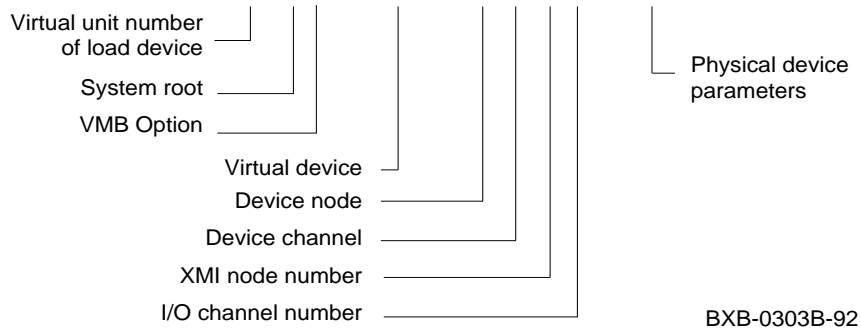 Virtual unit number
of load device
System root
VMB Option
Physical device
parameters
Virtual device
Device node
Device channel
XMI node number
I/O channel number
BXB-0303B-92